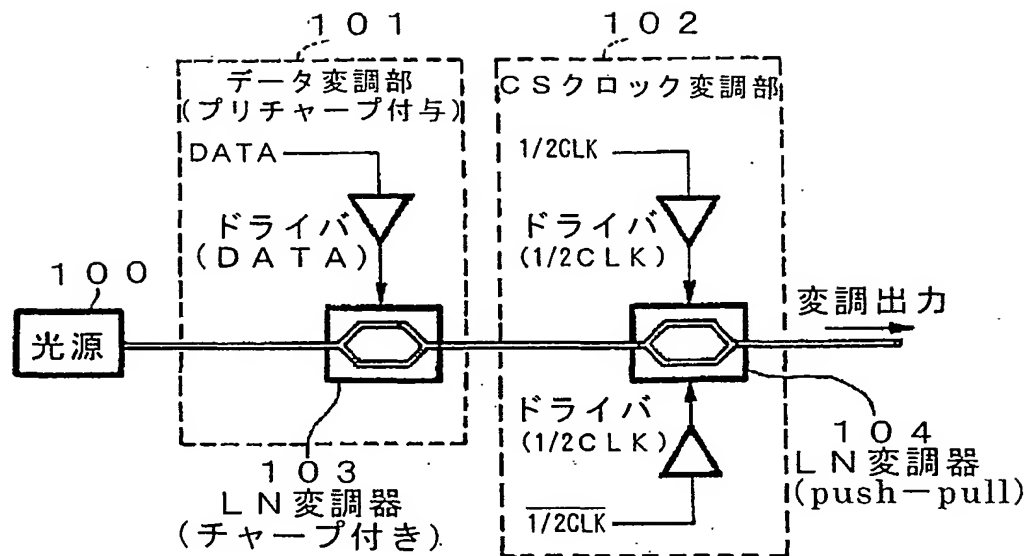 101
データ変調部
(プリチャープ付与)
DATA
ドライバ
(DATA)
100
光源
103
LN変調器
(チャープ付き)
102
CSクロック変調部
1/2CLK
ドライバ
(1/2CLK)
変調出力
ドライバ
(1/2CLK)
1/2CLK
104
LN変調器
(push-pull)